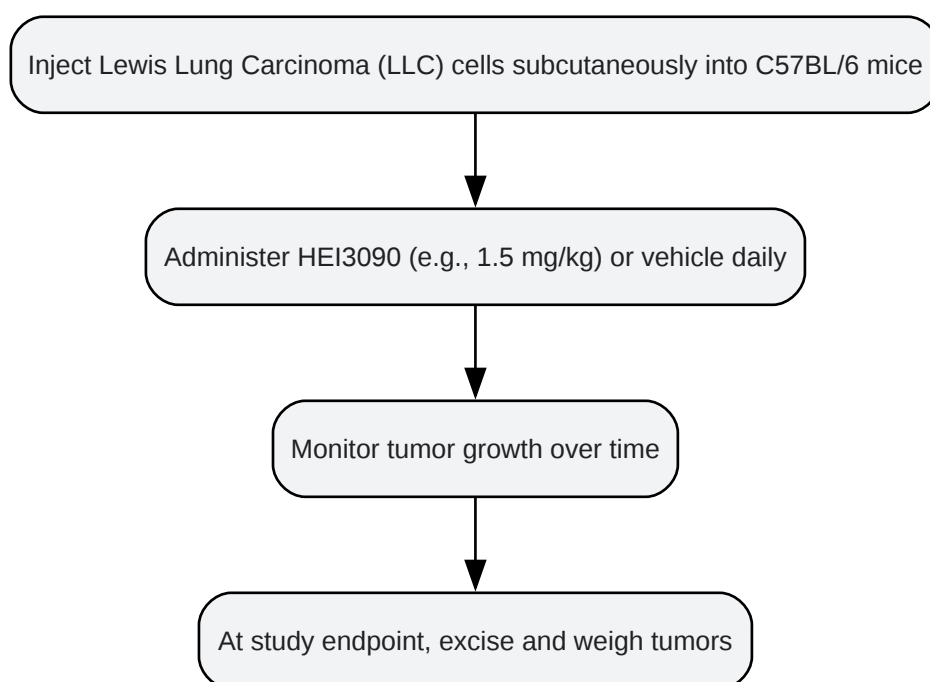 Inject Lewis Lung Carcinoma (LLC) cells subcutaneously into C57BL/6 mice
Administer HEI3090 (e.g., 1.5 mg/kg) or vehicle daily
Monitor tumor growth over time
At study endpoint, excise and weigh tumors